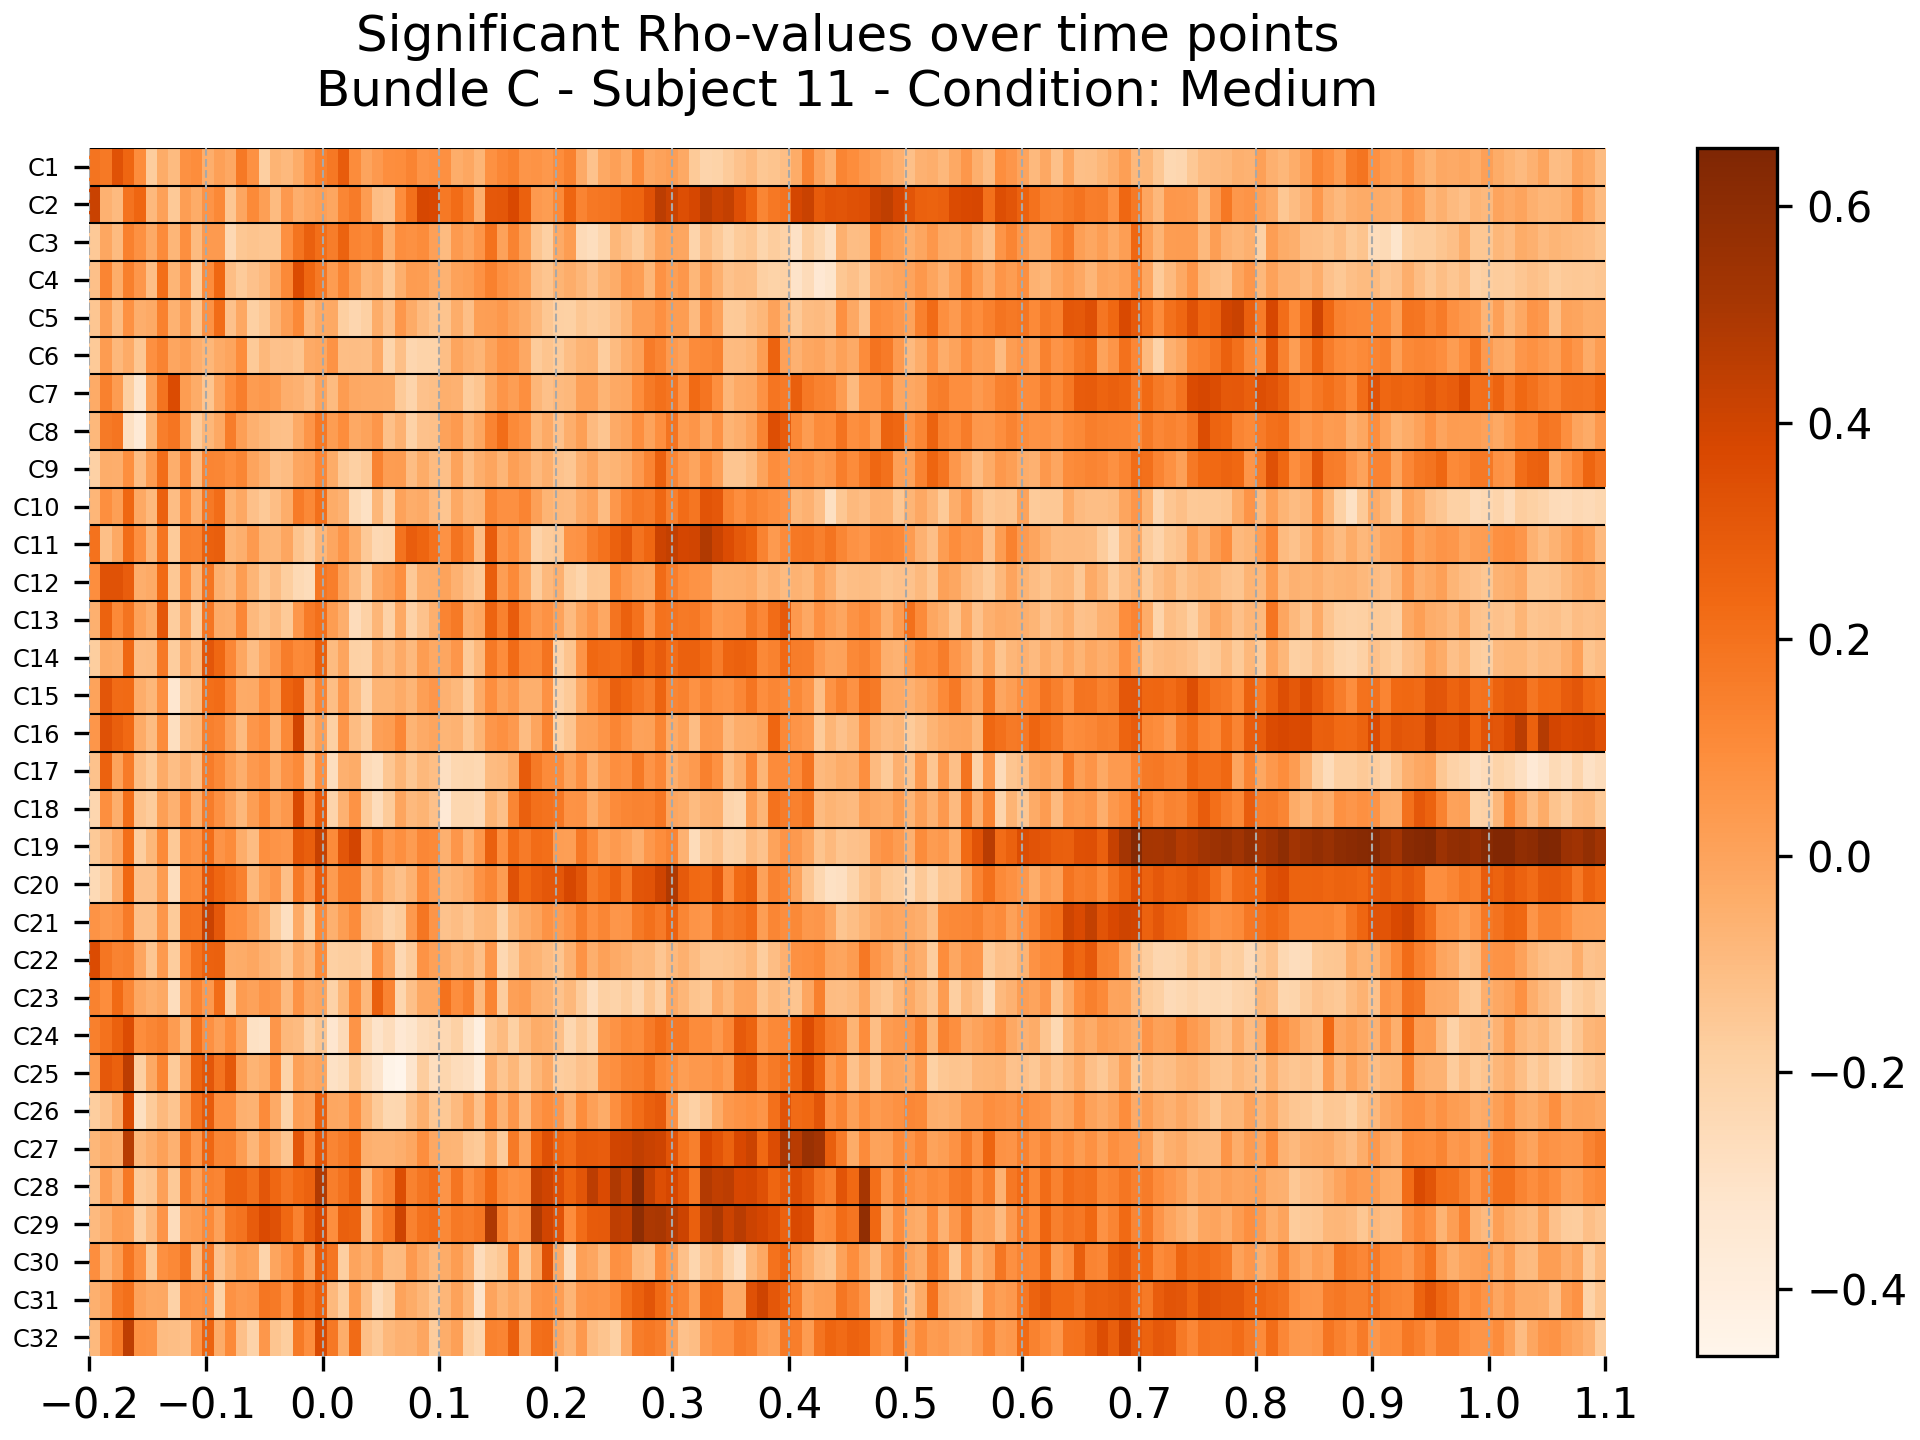 Significant Rho-values over time points
Bundle C - Subject 11 - Condition: Medium
C1
C2
C3
C4
C5
C6
C7
C8
C9
C10
C11
C12
C13
C14
C15
C16
C17
C18
C19
C20
C21
C22
C23
C24
C25
C26
C27
C28
C29
C30
C31
C32
−0.2 −0.1 0.0 0.1 0.2 0.3 0.4 0.5 0.6 0.7 0.8 0.9 1.0 1.1
0.6
0.4
0.2
0.0
−0.2
−0.4